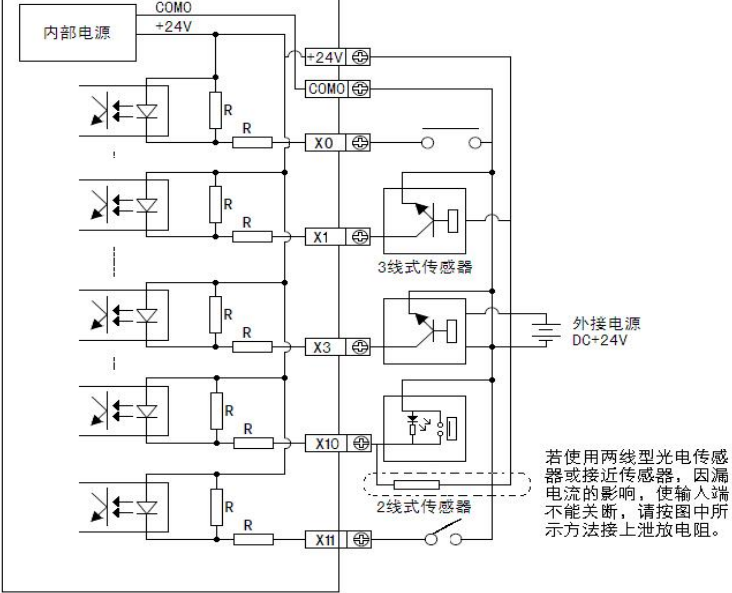 COM0
内部电源
+24V
+24V
COM0
R
R
X0
R
R
X1
3线式传感器
R
R
X3
外接电源
DC+24V
R
R
X10
若使用两线型光电传感
器或接近传感器，因漏
电流的影响，使输入端
不能关断，请按图中所
示方法接上泄放电阻。
2线式传感器
R
R
X11